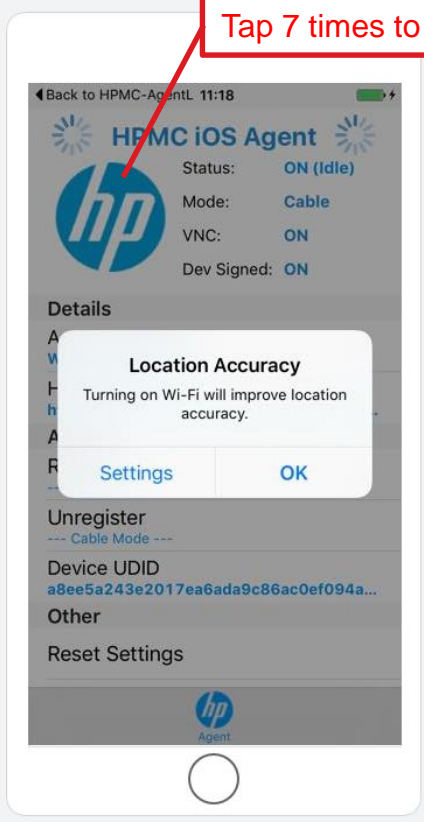 Tap 7 times to
Back to HPMC-AgentL 11:18
HPMC iOS Agent
hp
Status: ON (Idle)
Mode: Cable
VNC: ON
Dev Signed: ON
Details
Location Accuracy
Turning on Wi-Fi will improve location
accuracy.
Settings OK
Unregister
--- Cable Mode ---
Device UDID
a8ee5a243e2017ea6ada9c86ac0ef094a...
Other
Reset Settings
hp
Agent